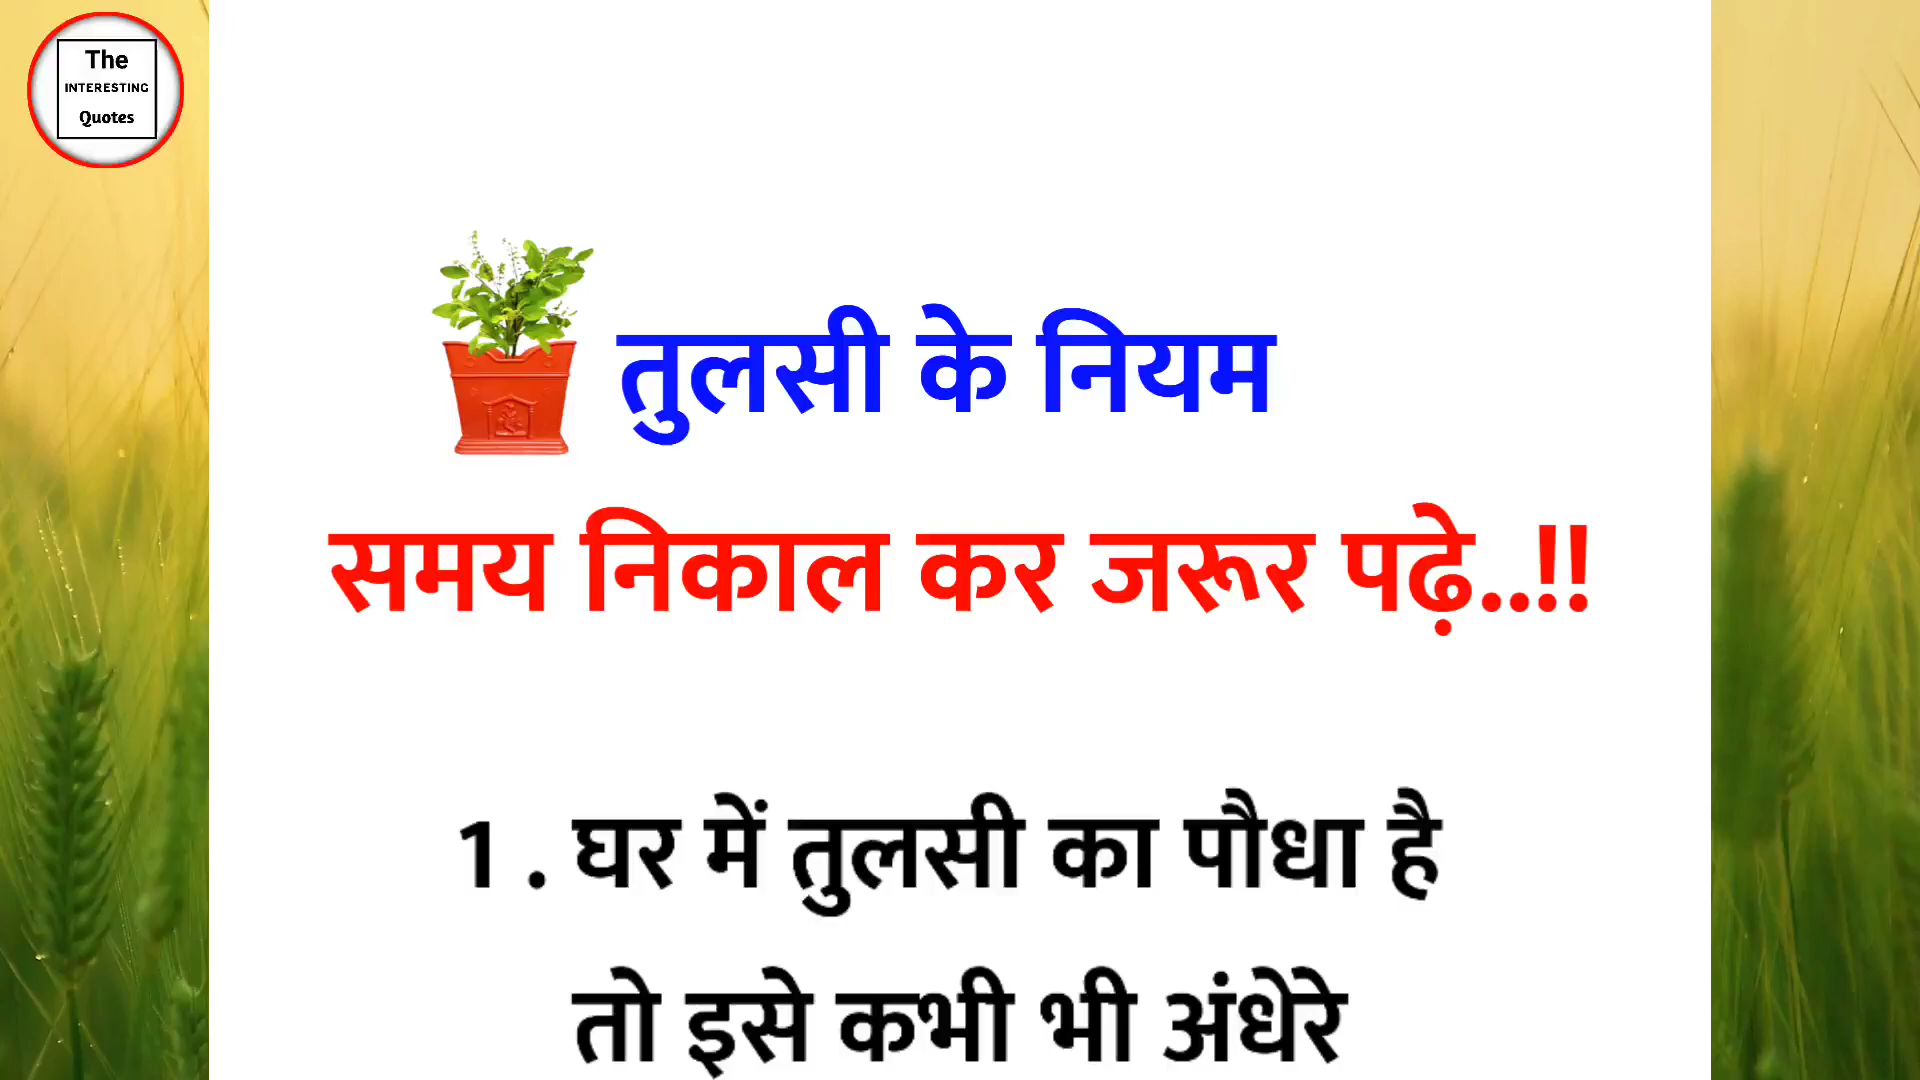 The
INTERESTING
Quotes
तुलसी के नियम
समय निकाल कर जरूर पढ़े..!!
1 . घर में तुलसी का पौधा है
तो इसे कभी भी अंधेरे